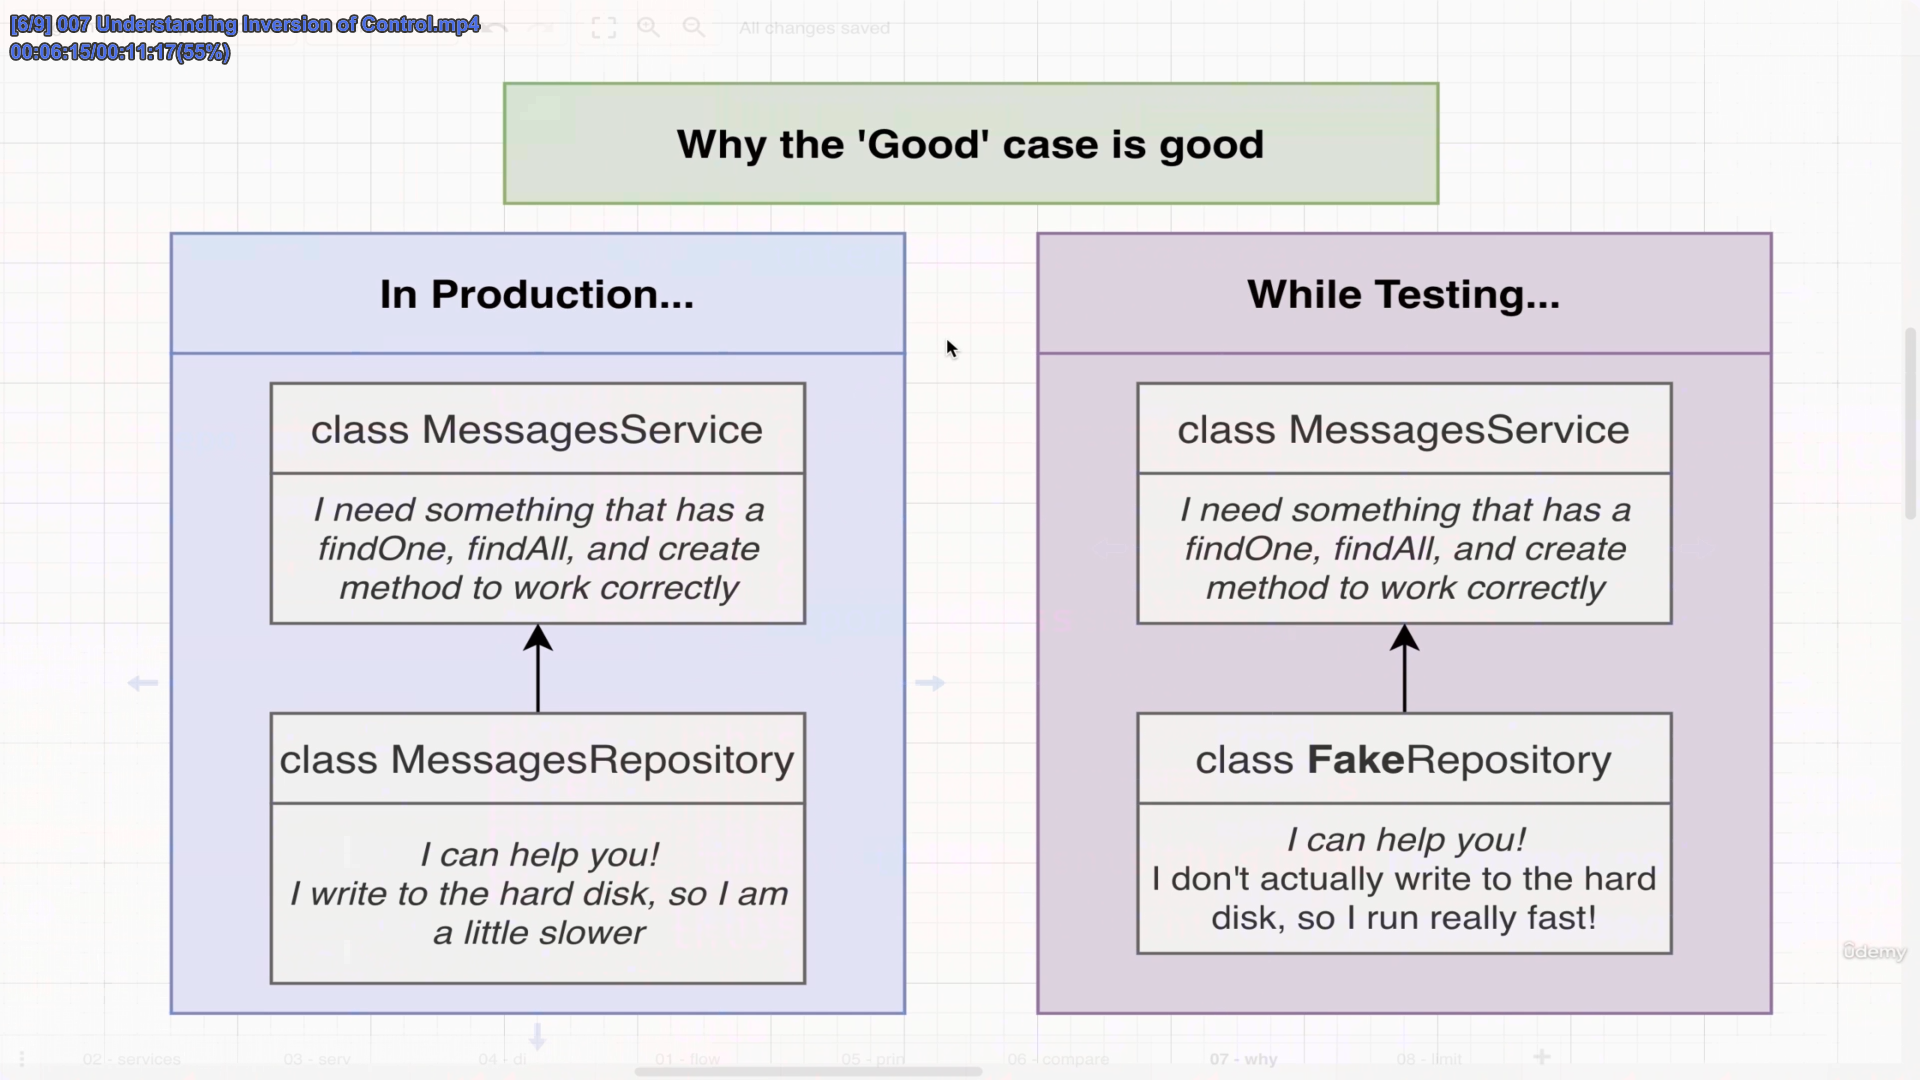 [6/9] 007 Understanding Inversion of Control.mp4
00:06:15/00:11:17(55%)
All changes saved
Why the 'Good' case is good
In Production...
class MessagesService
I need something that has a
findOne, findAll, and create
method to work correctly
class MessagesRepository
I can help you!
I write to the hard disk, so I am
a little slower
While Testing...
class MessagesService
I need something that has a
findOne, findAll, and create
method to work correctly
class FakeRepository
I can help you!
I don't actually write to the hard
disk, so I run really fast!
ûdemy
02 - services
03 - serv
04 - di
01 - flow
05 - prin
06 - compare
07 - why
08 - limit